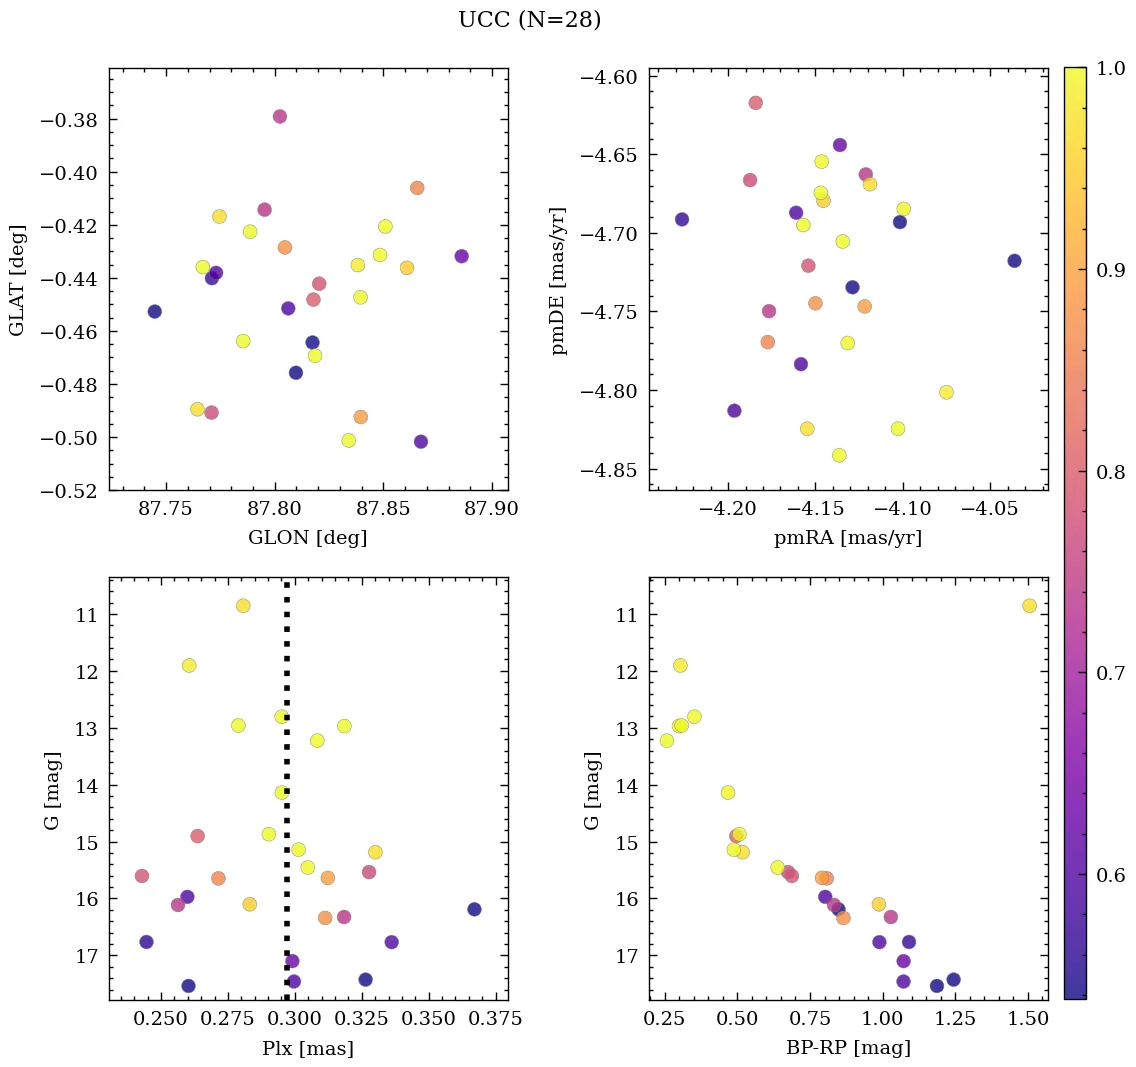 UCC (N=28)
−0.38
−0.40
−0.42
−0.44
−0.46
−0.48
−0.50
−0.52
GLAT [deg]
87.75 87.80 87.85 87.90
GLON [deg]
−4.60
−4.65
−4.70
−4.75
−4.80
−4.85
pmDE [mas/yr]
−4.20 −4.15 −4.10 −4.05
pmRA [mas/yr]
11
12
13
14
15
16
17
G [mag]
0.250 0.275 0.300 0.325 0.350 0.375
Plx [mas]
11
12
13
14
15
16
17
G [mag]
0.25 0.50 0.75 1.00 1.25 1.50
BP-RP [mag]
1.0
0.9
0.8
0.7
0.6